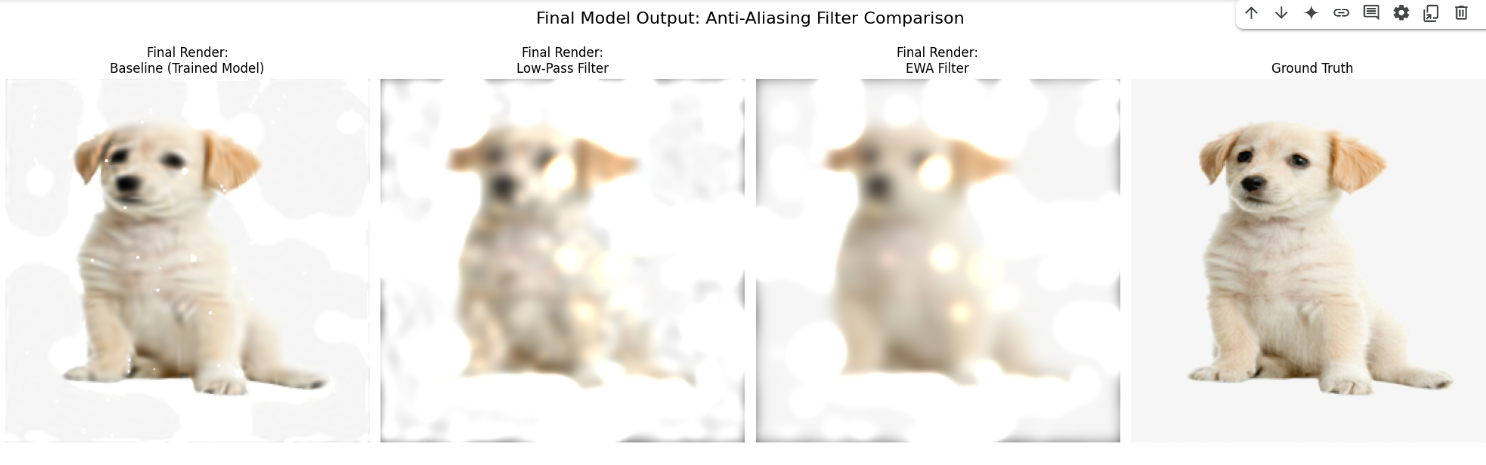 Final Model Output: Anti-Aliasing Filter Comparison
Final Render:
Baseline (Trained Model)
Final Render:
Low-Pass Filter
Final Render:
EWA Filter
Ground Truth